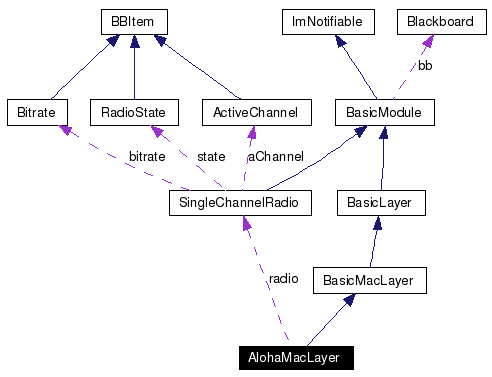 BBItem
ImNotifiable
Blackboard
bb
Bitrate
RadioState
ActiveChannel
BasicModule
bitrate
state
aChannel
SingleChannelRadio
BasicLayer
radio
BasicMacLayer
AlohaMacLayer